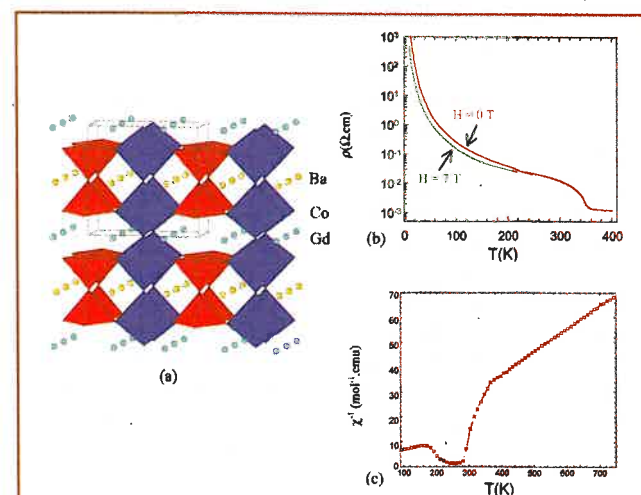 Ba
Co
Gd
(a)
10³
10²
10¹
10⁰
10⁻¹
10⁻²
10⁻³
ρ(Ω.cm)
H = 0 T
H = 7 T
0 100 200 300 400
(b)
T(K)
70
60
50
40
30
20
10
0
χ⁻¹ (mol⁻¹.emu)
100 200 300 400 500 600 700
(c)
T(K)